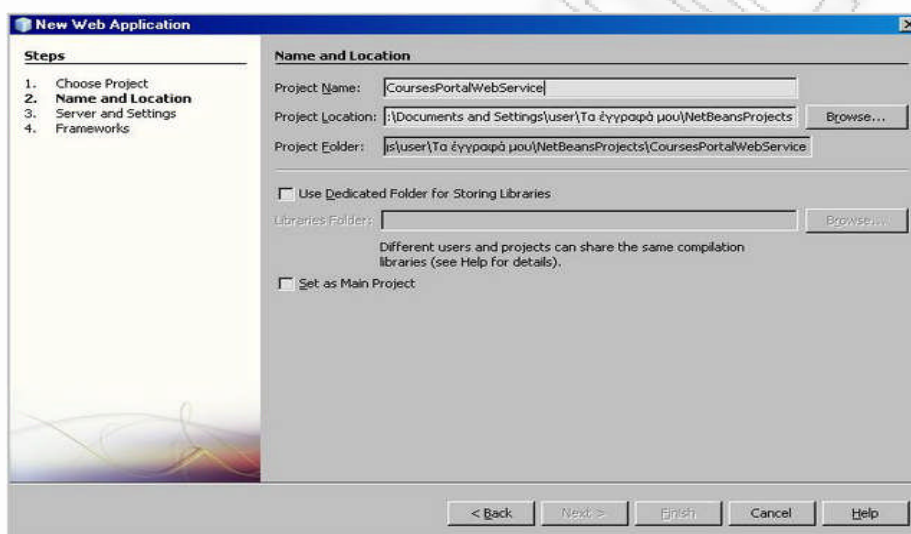 New Web Application
Steps
1. Choose Project
2. Name and Location
3. Server and Settings
4. Frameworks
Name and Location
Project Name: CoursesPortalWebService
Project Location: :\Documents and Settings\user\Τα έγγραφά μου\NetBeansProjects Browse...
Project Folder: \user\Τα έγγραφά μου\NetBeansProjects\CoursesPortalWebService
Use Dedicated Folder for Storing Libraries
Libraries Folder: Browse...
Different users and projects can share the same compilation
libraries (see Help for details).
Set as Main Project
< Back Next > Finish Cancel Help